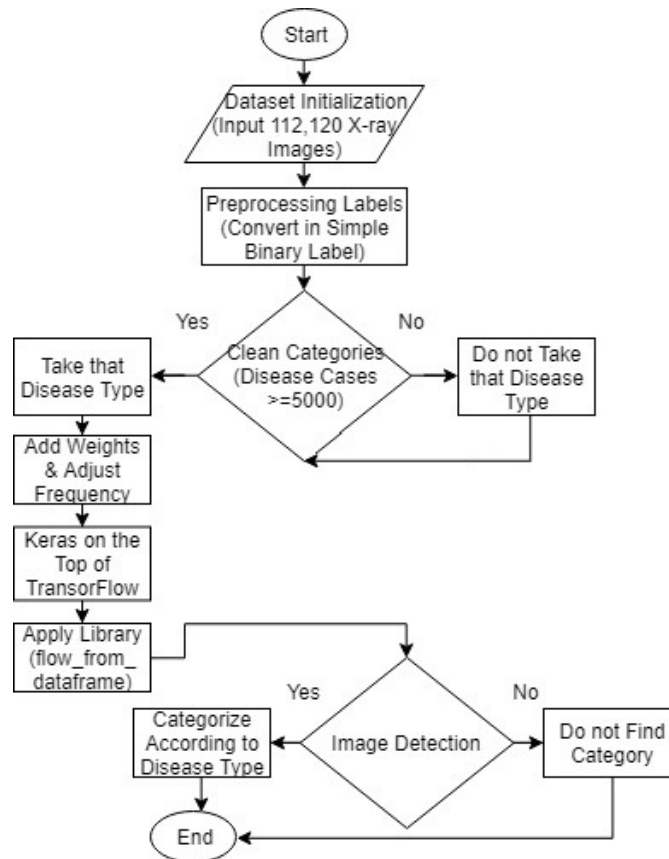 Start
Dataset Initialization
(Input 112,120 X-ray
Images)
Preprocessing Labels
(Convert in Simple
Binary Label)
Yes
No
Clean Categories
(Disease Cases
>=5000)
Take that
Disease Type
Do not Take
that Disease
Type
Add Weights
& Adjust
Frequency
Keras on the
Top of
TransorFlow
Apply Library
(flow_from_
dataframe)
Yes
No
Image Detection
Categorize
According to
Disease Type
Do not Find
Category
End